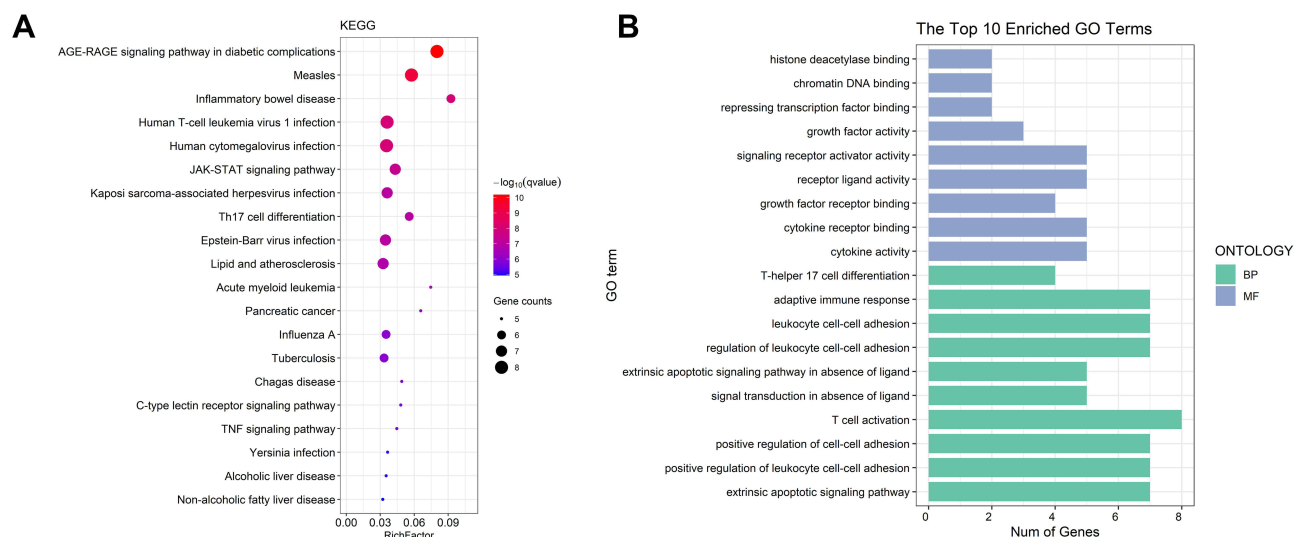 A
KEGG
AGE-RAGE signaling pathway in diabetic complications
Measles
Inflammatory bowel disease
Human T-cell leukemia virus 1 infection
Human cytomegalovirus infection
JAK-STAT signaling pathway
Kaposi sarcoma-associated herpesvirus infection
Th17 cell differentiation
Epstein-Barr virus infection
Lipid and atherosclerosis
Acute myeloid leukemia
Pancreatic cancer
Influenza A
Tuberculosis
Chagas disease
C-type lectin receptor signaling pathway
TNF signaling pathway
Yersinia infection
Alcoholic liver disease
Non-alcoholic fatty liver disease
0.00 0.03 0.06 0.09
RichFactor
−log₁₀(qvalue)
10
9
8
7
6
5
Gene counts
5
6
7
8
B
The Top 10 Enriched GO Terms
GO term
histone deacetylase binding
chromatin DNA binding
repressing transcription factor binding
growth factor activity
signaling receptor activator activity
receptor ligand activity
growth factor receptor binding
cytokine receptor binding
cytokine activity
T-helper 17 cell differentiation
adaptive immune response
leukocyte cell-cell adhesion
regulation of leukocyte cell-cell adhesion
extrinsic apoptotic signaling pathway in absence of ligand
signal transduction in absence of ligand
T cell activation
positive regulation of cell-cell adhesion
positive regulation of leukocyte cell-cell adhesion
extrinsic apoptotic signaling pathway
0 2 4 6 8
Num of Genes
ONTOLOGY
BP
MF